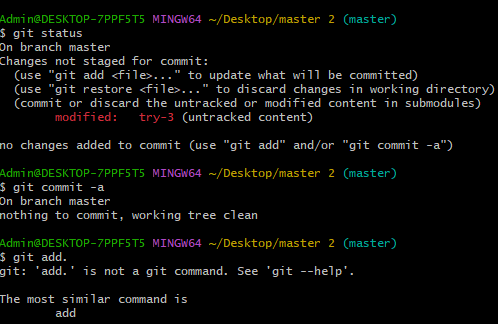 Admin@DESKTOP-7PPF5T5 MINGW64 ~/Desktop/master 2 (master)
$ git status
On branch master
Changes not staged for commit:
  (use "git add <file>..." to update what will be committed)
  (use "git restore <file>..." to discard changes in working directory)
  (commit or discard the untracked or modified content in submodules)
        modified:   try-3 (untracked content)

no changes added to commit (use "git add" and/or "git commit -a")

Admin@DESKTOP-7PPF5T5 MINGW64 ~/Desktop/master 2 (master)
$ git commit -a
On branch master
nothing to commit, working tree clean

Admin@DESKTOP-7PPF5T5 MINGW64 ~/Desktop/master 2 (master)
$ git add.
git: 'add.' is not a git command. See 'git --help'.

The most similar command is
        add